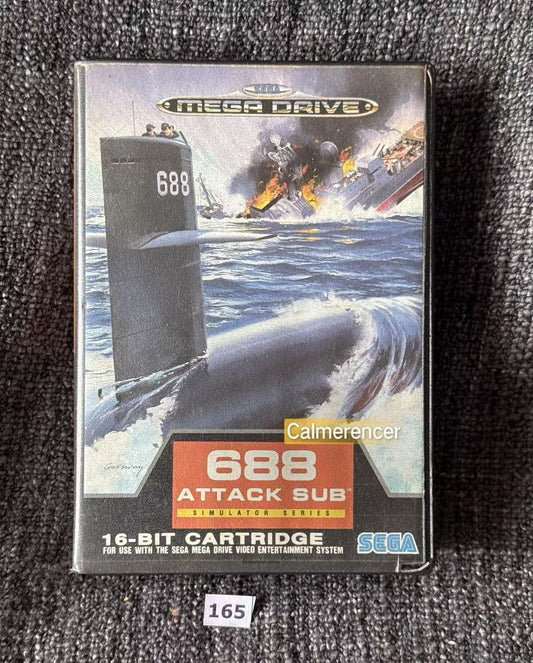 SEGA
MEGA DRIVE
688
Calmerencer
688
ATTACK SUB™
SIMULATOR SERIES
16-BIT CARTRIDGE
FOR USE WITH THE SEGA MEGA DRIVE VIDEO ENTERTAINMENT SYSTEM
SEGA
165